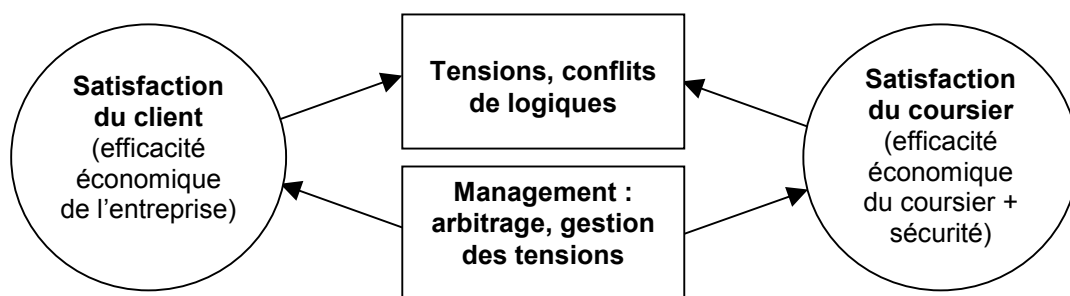 Satisfaction
du client
(efficacité
économique
de l’entreprise)
Tensions, conflits
de logiques
Management :
arbitrage, gestion
des tensions
Satisfaction
du coursier
(efficacité
économique
du coursier +
sécurité)